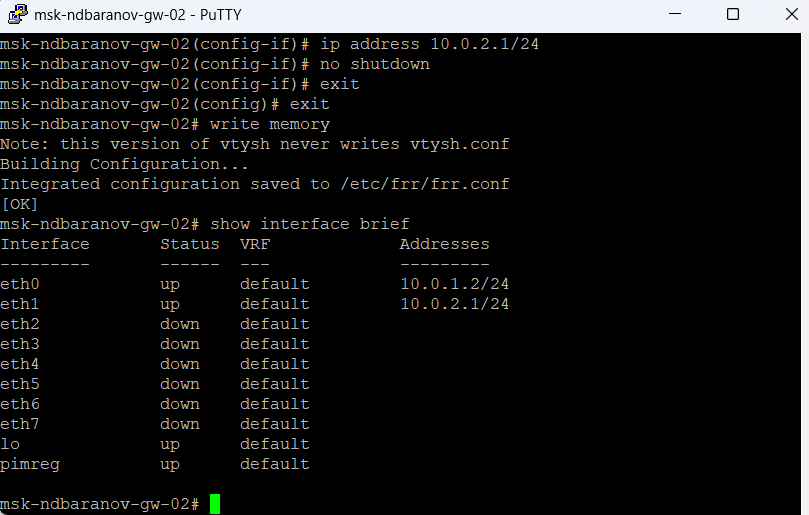 msk-ndbaranov-gw-02 - PuTTY
msk-ndbaranov-gw-02(config-if)# ip address 10.0.2.1/24
msk-ndbaranov-gw-02(config-if)# no shutdown
msk-ndbaranov-gw-02(config-if)# exit
msk-ndbaranov-gw-02(config)# exit
msk-ndbaranov-gw-02# write memory
Note: this version of vtysh never writes vtysh.conf
Building Configuration...
Integrated configuration saved to /etc/frr/frr.conf
[OK]
msk-ndbaranov-gw-02# show interface brief
Interface       Status  VRF             Addresses
---------       ------  ---             ---------
eth0            up      default         10.0.1.2/24
eth1            up      default         10.0.2.1/24
eth2            down    default
eth3            down    default
eth4            down    default
eth5            down    default
eth6            down    default
eth7            down    default
lo              up      default
pimreg          up      default
msk-ndbaranov-gw-02#